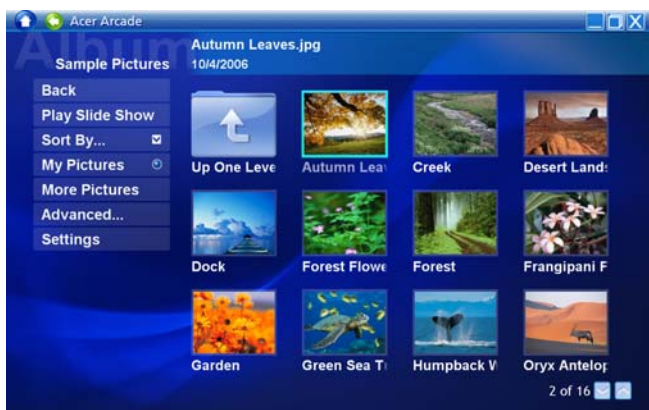 Acer Arcade
Album
Autumn Leaves.jpg
Sample Pictures
10/4/2006
Back
Play Slide Show
Sort By...
My Pictures
More Pictures
Advanced...
Settings
Up One Leve
Autumn Leav
Creek
Desert Lands
Dock
Forest Flowe
Forest
Frangipani F
Garden
Green Sea T
Humpback W
Oryx Antelop
2 of 16